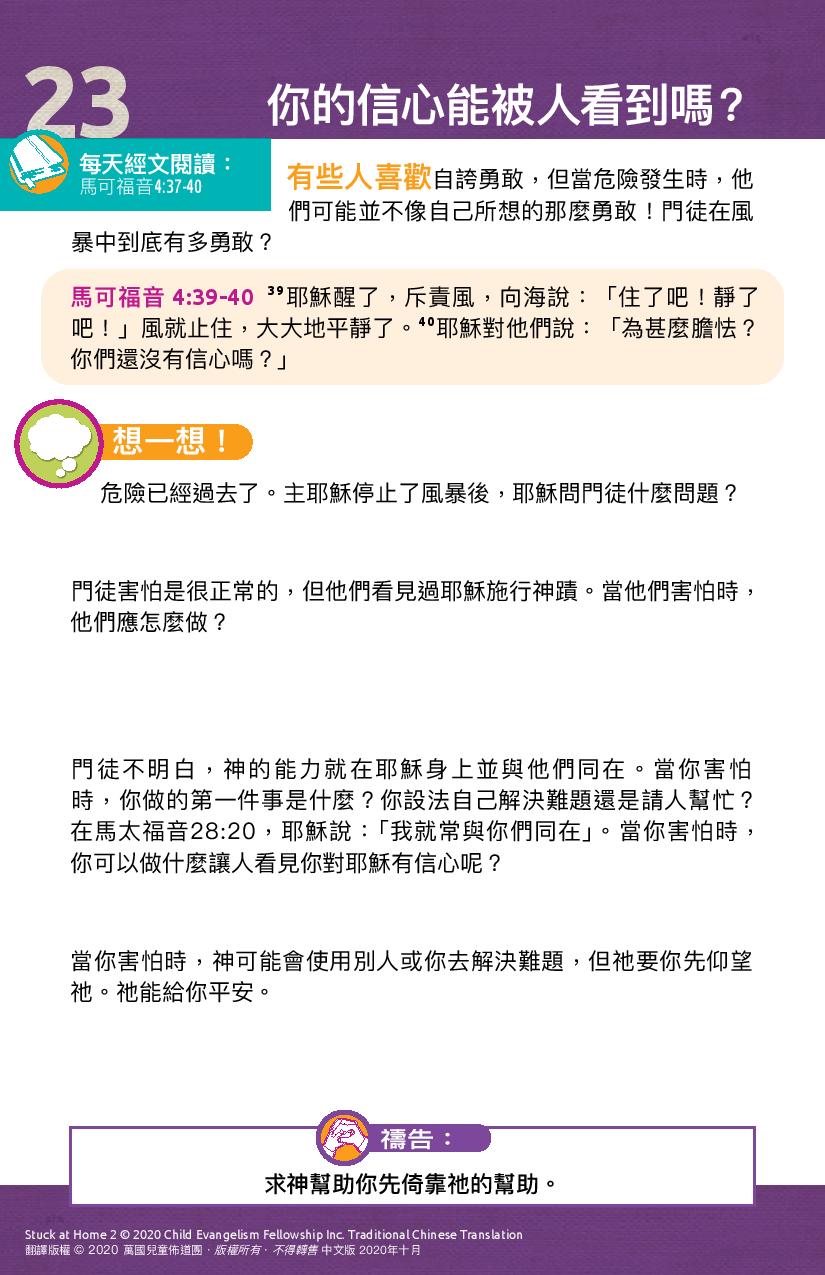 23
你的信心能被人看到嗎？
每天經文閱讀：
馬可福音4:37-40
有些人喜歡自誇勇敢，但當危險發生時，他
們可能並不像自己所想的那麼勇敢！門徒在風
暴中到底有多勇敢？
馬可福音 4:39-40 39耶穌醒了，斥責風，向海說：「住了吧！靜了
吧！」風就止住，大大地平靜了。40耶穌對他們說：「為甚麼膽怯？
你們還沒有信心嗎？」
想一想！
危險已經過去了。主耶穌停止了風暴後，耶穌問門徒什麼問題？
門徒害怕是很正常的，但他們看見過耶穌施行神蹟。當他們害怕時，
他們應怎麼做？
門徒不明白，神的能力就在耶穌身上並與他們同在。當你害怕
時，你做的第一件事是什麼？你設法自己解決難題還是請人幫忙？
在馬太福音28:20，耶穌說：「我就常與你們同在」。當你害怕時，
你可以做什麼讓人看見你對耶穌有信心呢？
當你害怕時，神可能會使用別人或你去解決難題，但祂要你先仰望
祂。祂能給你平安。
禱告：
求神幫助你先倚靠祂的幫助。
Stuck at Home 2 © 2020 Child Evangelism Fellowship Inc. Traditional Chinese Translation
翻譯版權 © 2020 萬國兒童佈道團．版權所有．不得轉售 中文版 2020年十月